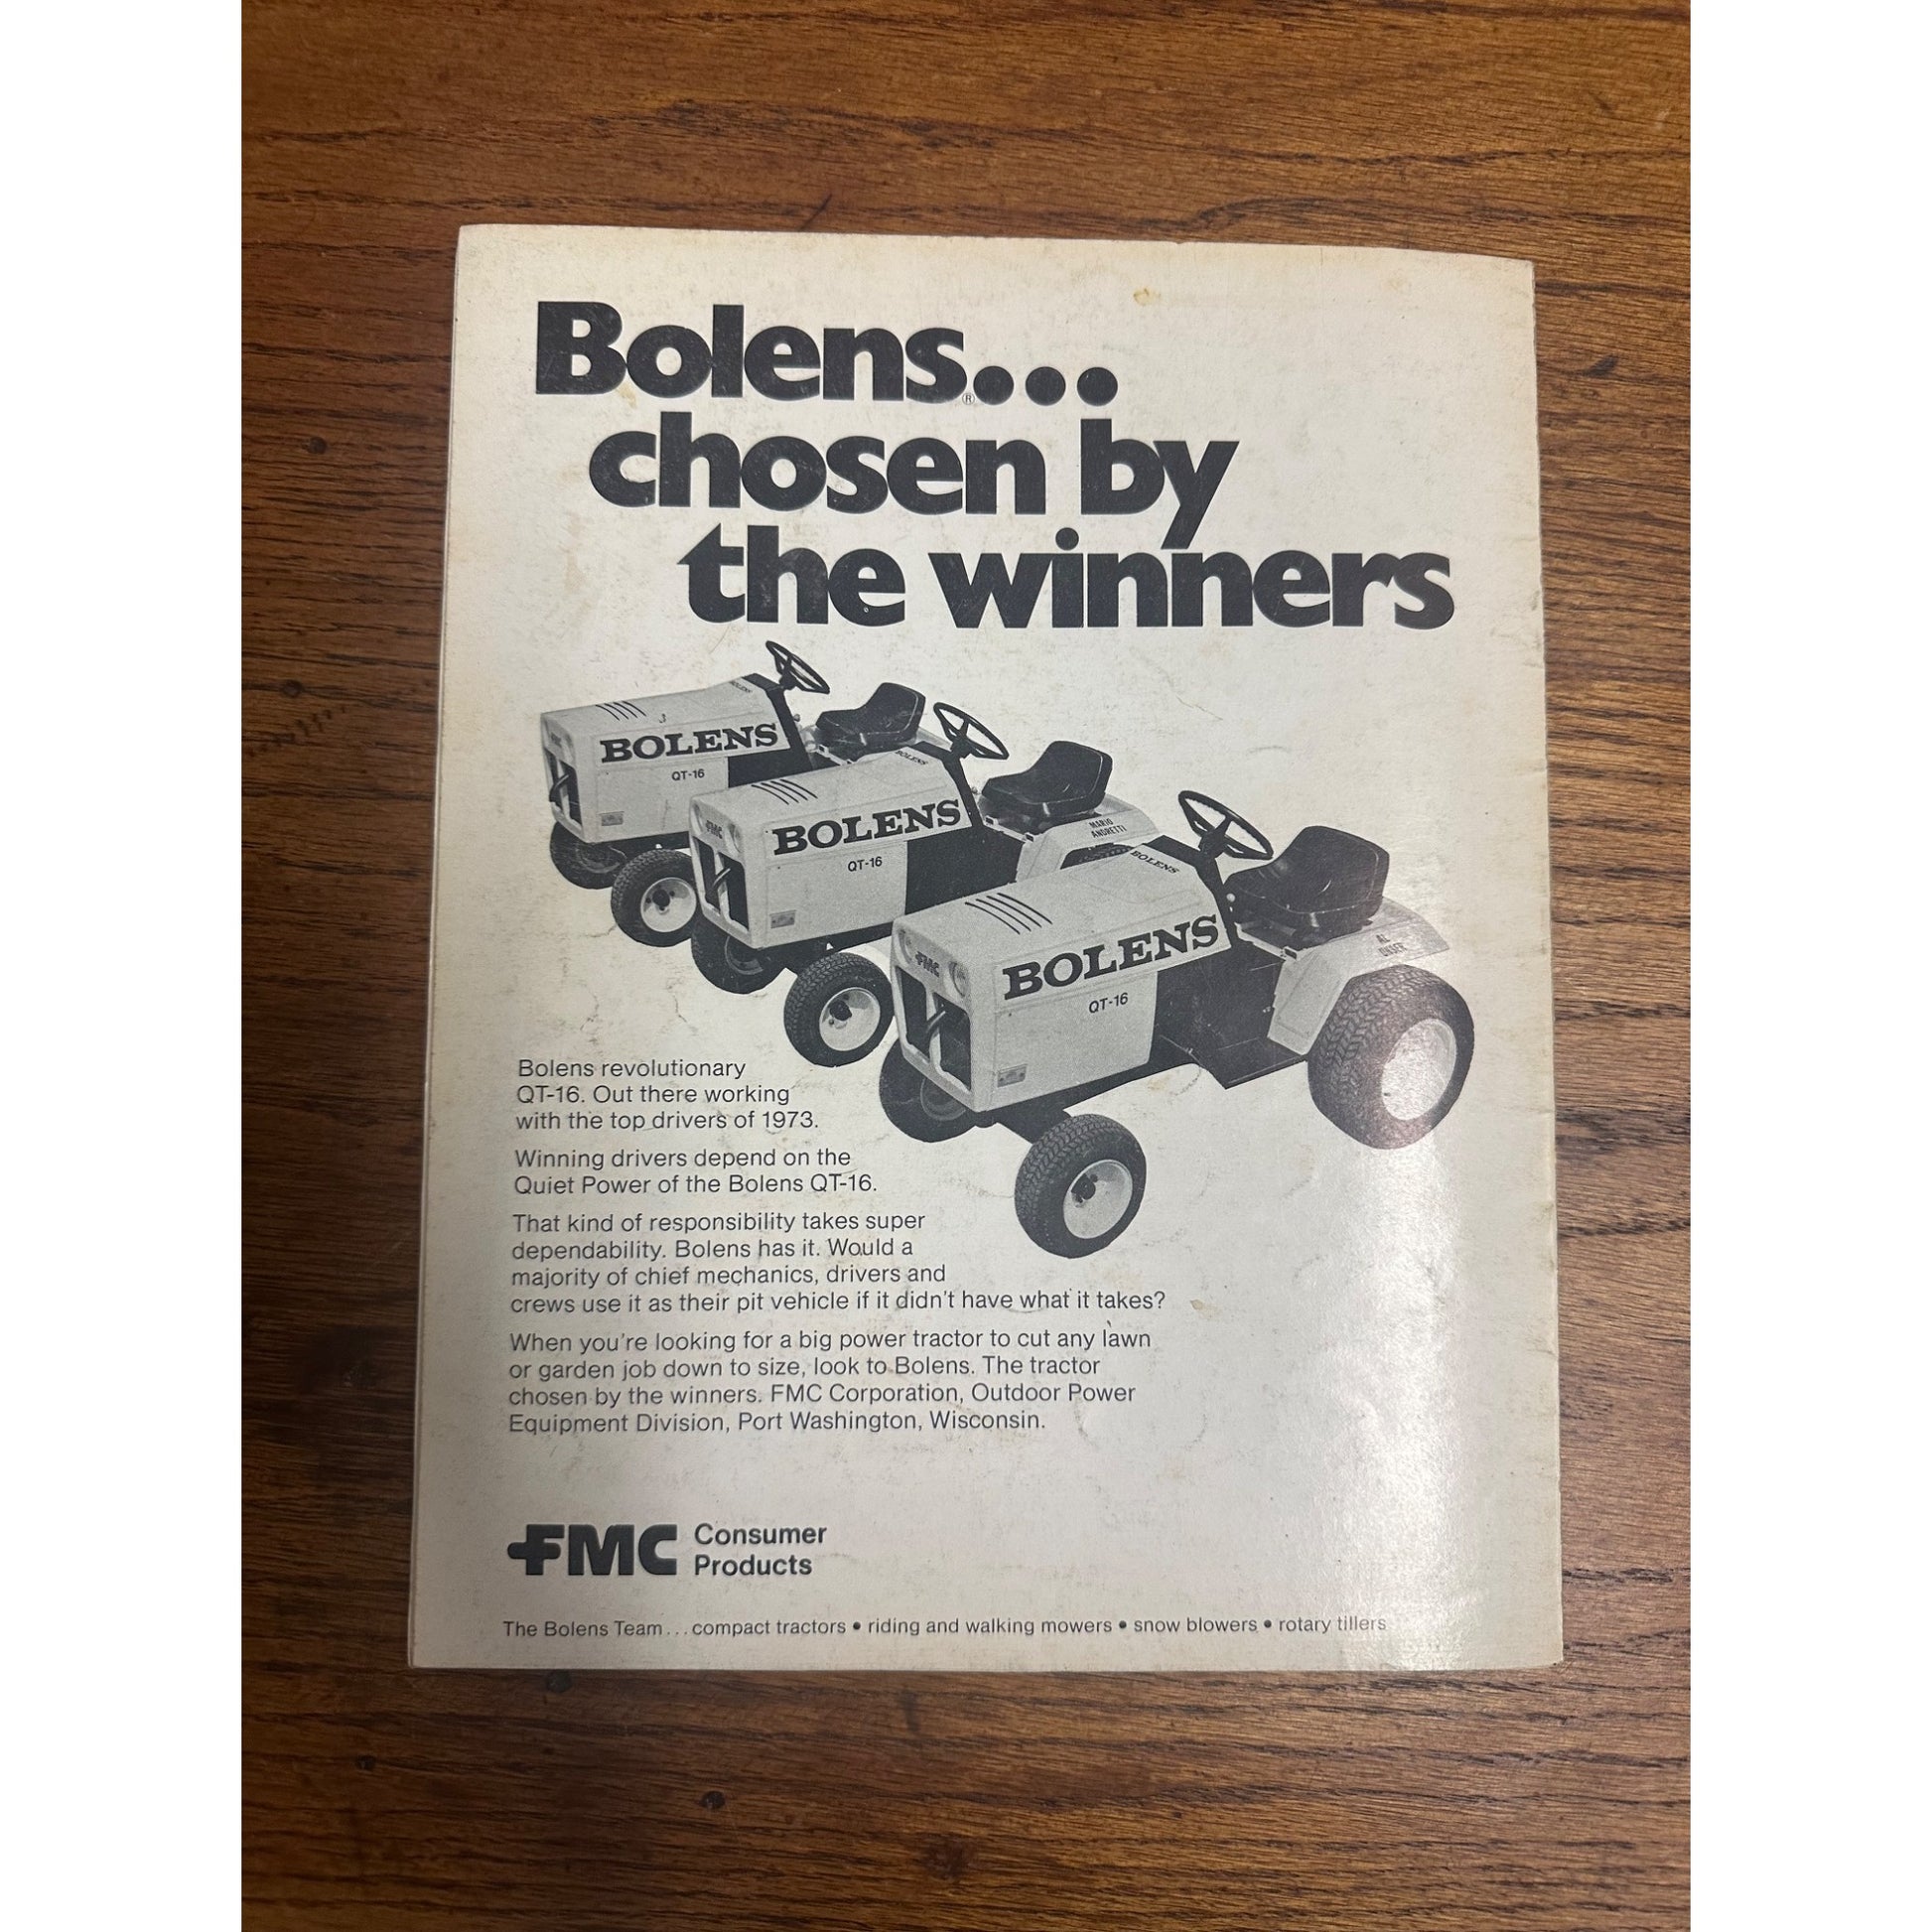 Bolens®...
chosen by
the winners
BOLENS
BOLENS
QT-16
BOLENS
FMC
BOLENS
QT-16
MARIO
ANDRETTI
BOLENS
FMC
BOLENS
QT-16
AL
UNSER
Bolens revolutionary
QT-16. Out there working
with the top drivers of 1973.
Winning drivers depend on the
Quiet Power of the Bolens QT-16.
That kind of responsibility takes super
dependability. Bolens has it. Would a
majority of chief mechanics, drivers and
crews use it as their pit vehicle if it didn't have what it takes?
When you're looking for a big power tractor to cut any lawn
or garden job down to size, look to Bolens. The tractor
chosen by the winners. FMC Corporation, Outdoor Power
Equipment Division, Port Washington, Wisconsin.
FMC Consumer
Products
The Bolens Team...compact tractors • riding and walking mowers • snow blowers • rotary tillers